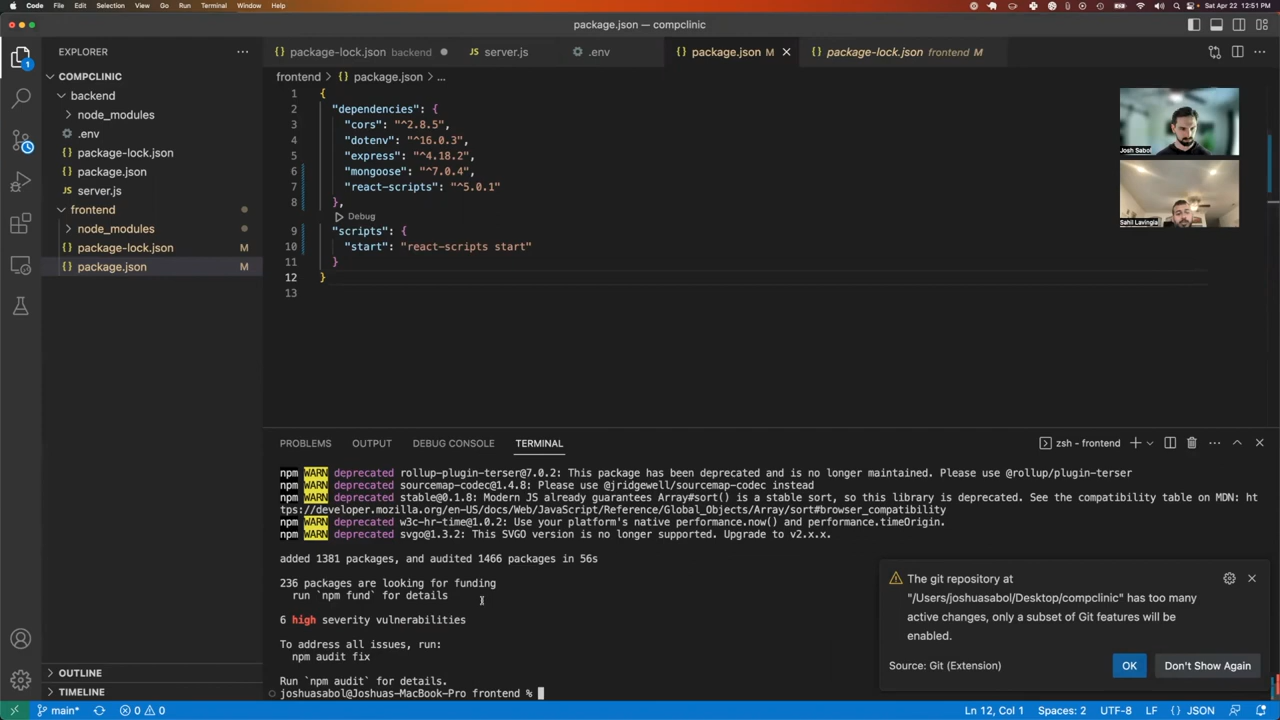 Code File Edit Selection View Go Run Terminal Window Help Sat Apr 22 12:51 PM
package.json — compclinic
EXPLORER
package-lock.json backend
server.js
.env
package.json M
package-lock.json frontend M
COMPCLINIC
backend
node_modules
.env
package-lock.json
package.json
server.js
frontend
node_modules
package-lock.json M
package.json M
OUTLINE
TIMELINE
frontend > {} package.json > ...
1 {
2 "dependencies": {
3 "cors": "^2.8.5",
4 "dotenv": "^16.0.3",
5 "express": "^4.18.2",
6 "mongoose": "^7.0.4",
7 "react-scripts": "^5.0.1"
8 },
Debug
9 "scripts": {
10 "start": "react-scripts start"
11 }
12 }
13
Josh Sabol
Sahil Lavingia
PROBLEMS OUTPUT DEBUG CONSOLE TERMINAL
zsh - frontend
npm WARN deprecated rollup-plugin-terser@7.0.2: This package has been deprecated and is no longer maintained. Please use @rollup/plugin-terser
npm WARN deprecated sourcemap-codec@1.4.8: Please use @jridgewell/sourcemap-codec instead
npm WARN deprecated stable@0.1.8: Modern JS already guarantees Array#sort() is a stable sort, so this library is deprecated. See the compatibility table on MDN: ht
tps://developer.mozilla.org/en-US/docs/Web/JavaScript/Reference/Global_Objects/Array/sort#browser_compatibility
npm WARN deprecated w3c-hr-time@1.0.2: Use your platform's native performance.now() and performance.timeOrigin.
npm WARN deprecated svgo@1.3.2: This SVGO version is no longer supported. Upgrade to v2.x.x.
added 1381 packages, and audited 1466 packages in 56s
236 packages are looking for funding
run `npm fund` for details
6 high severity vulnerabilities
To address all issues, run:
npm audit fix
Run `npm audit` for details.
joshuasabol@Joshuas-MacBook-Pro frontend %
The git repository at
"/Users/joshuasabol/Desktop/compclinic" has too many
active changes, only a subset of Git features will be
enabled.
Source: Git (Extension)
OK
Don't Show Again
main* 0 0 Ln 12, Col 1 Spaces: 2 UTF-8 LF {} JSON